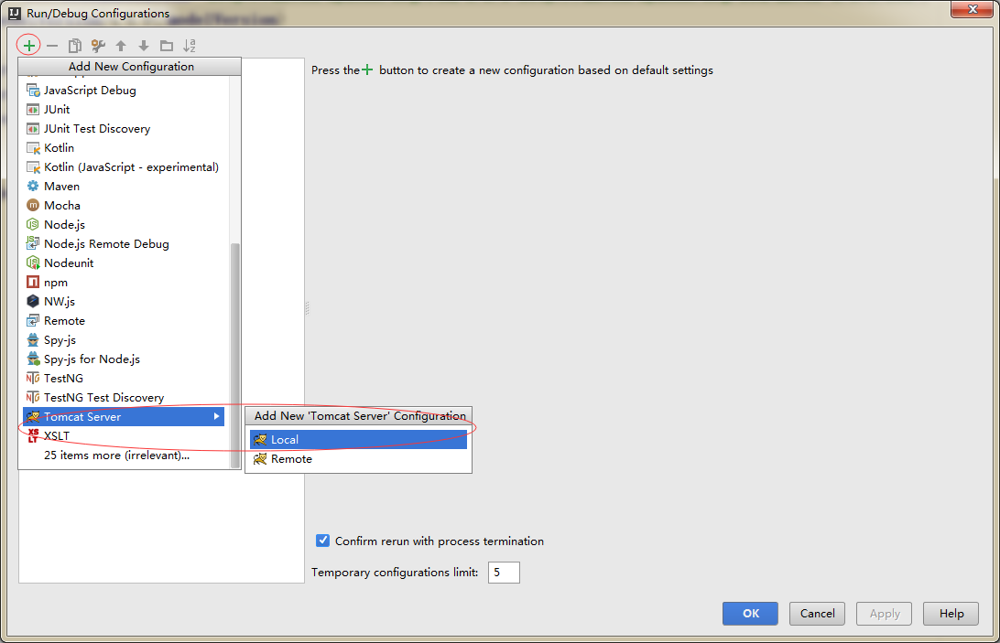 Run/Debug Configurations
Add New Configuration
JavaScript Debug
JUnit
JUnit Test Discovery
Kotlin
Kotlin (JavaScript - experimental)
Maven
Mocha
Node.js
Node.js Remote Debug
Nodeunit
npm
NW.js
Remote
Spy-js
Spy-js for Node.js
TestNG
TestNG Test Discovery
Tomcat Server
XSLT
25 items more (irrelevant)...
Add New 'Tomcat Server' Configuration
Local
Remote
Press the + button to create a new configuration based on default settings
Confirm rerun with process termination
Temporary configurations limit: 5
OK Cancel Apply Help